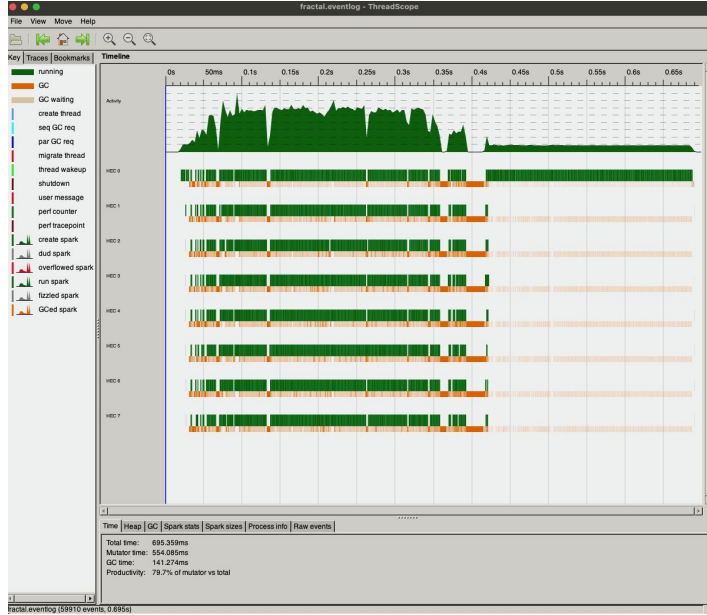 fractal.eventlog - ThreadScope
File View Move Help
Key Traces Bookmarks
running
GC
GC waiting
create thread
seq GC req
par GC req
migrate thread
thread wakeup
shutdown
user message
perf counter
perf tracepoint
create spark
dud spark
overflowed spark
run spark
fizzled spark
GCed spark
Timeline
0s 50ms 0.1s 0.15s 0.2s 0.25s 0.3s 0.35s 0.4s 0.45s 0.5s 0.55s 0.6s 0.65s
Activity
HEC 0
HEC 1
HEC 2
HEC 3
HEC 4
HEC 5
HEC 6
HEC 7
Time Heap GC Spark stats Spark sizes Process info Raw events
Total time: 695.359ms
Mutator time: 554.085ms
GC time: 141.274ms
Productivity: 79.7% of mutator vs total
fractal.eventlog (59910 events, 0.695s)